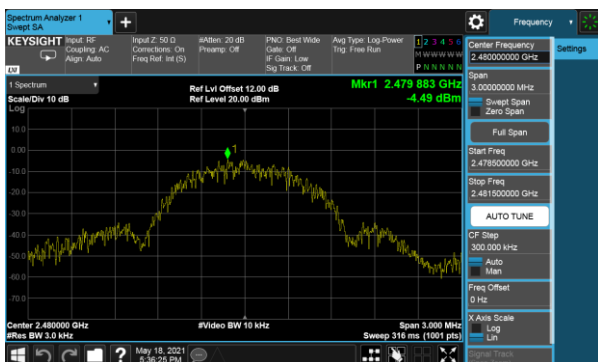 Spectrum Analyzer 1
Swept SA
Frequency
KEYSIGHT
Input: RF
Coupling: AC
Align: Auto
Input Z: 50 Ω
Corrections: On
Freq Ref: Int (S)
#Atten: 20 dB
Preamp: Off
PNO: Best Wide
Gate: Off
IF Gain: Low
Sig Track: Off
Avg Type: Log-Power
Trig: Free Run
1 2 3 4 5 6
M W W W W W
P N N N N N
LXI
1 Spectrum
Scale/Div 10 dB
Log
Ref Lvl Offset 12.00 dB
Ref Level 20.00 dBm
Mkr1 2.479 883 GHz
-4.49 dBm
10.0
0.00
-10.0
-20.0
-30.0
-40.0
-50.0
-60.0
-70.0
1
Center 2.480000 GHz
#Res BW 3.0 kHz
#Video BW 10 kHz
Span 3.000 MHz
Sweep 316 ms (1001 pts)
May 18, 2021
5:36:25 PM
Center Frequency
2.480000000 GHz
Span
3.00000000 MHz
Swept Span
Zero Span
Full Span
Start Freq
2.478500000 GHz
Stop Freq
2.481500000 GHz
AUTO TUNE
CF Step
300.000 kHz
Auto
Man
Freq Offset
0 Hz
X Axis Scale
Log
Lin
Signal Track
Settings